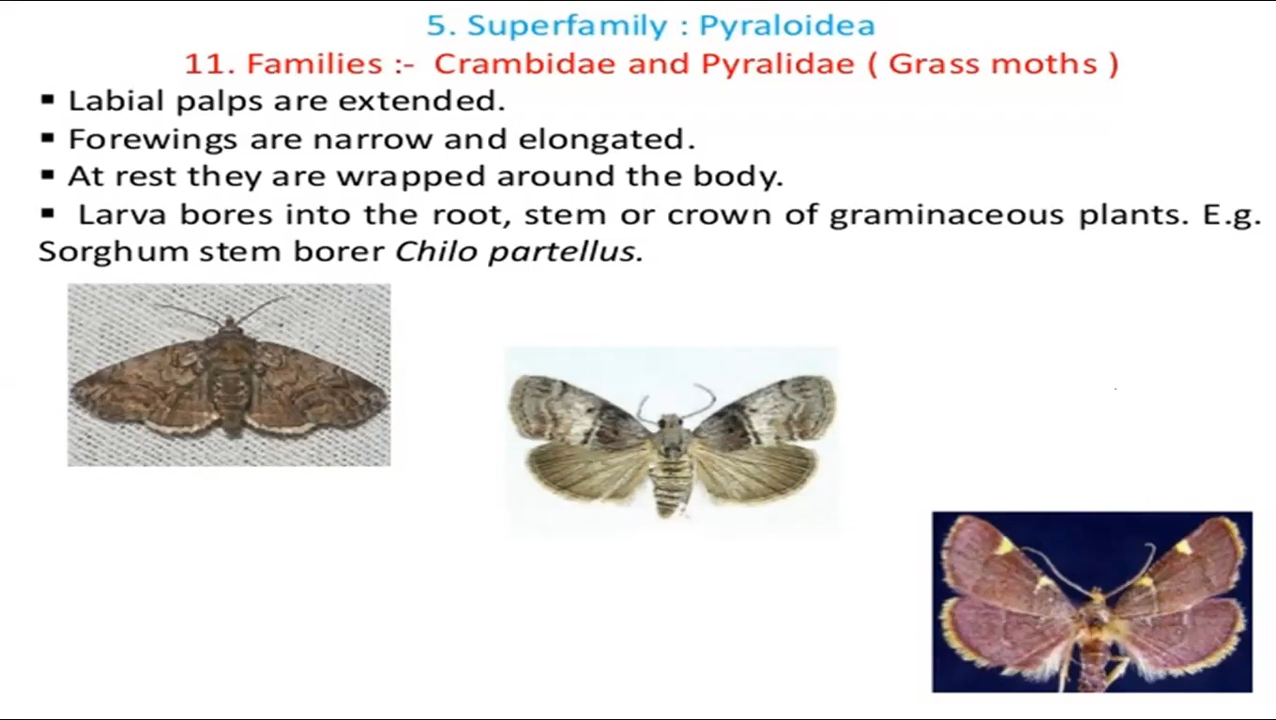 5. Superfamily : Pyraloidea
11. Families :- Crambidae and Pyralidae ( Grass moths )
▪ Labial palps are extended.
▪ Forewings are narrow and elongated.
▪ At rest they are wrapped around the body.
▪ Larva bores into the root, stem or crown of graminaceous plants. E.g.
Sorghum stem borer Chilo partellus.